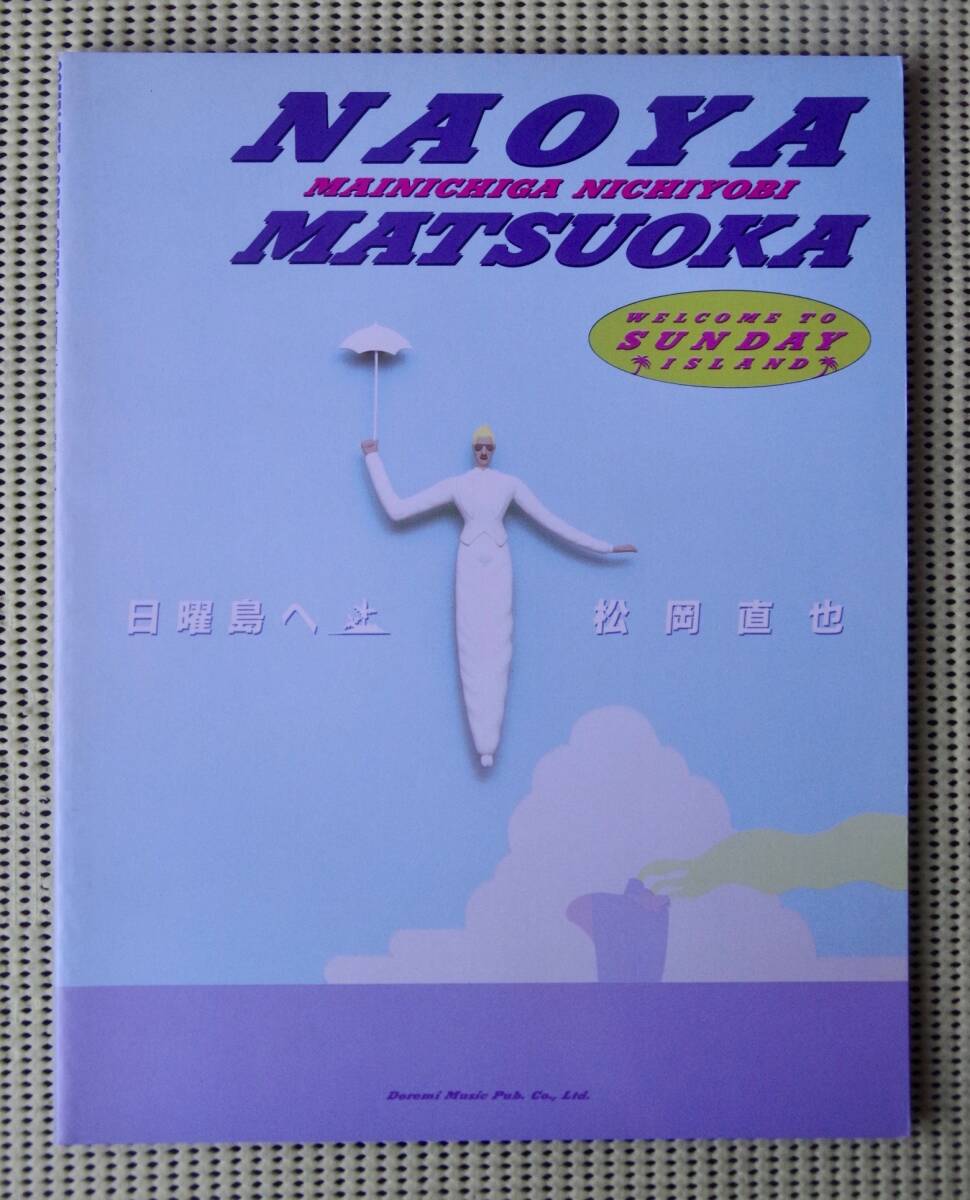 NAOYA
MAINICHIGA NICHIYOBI
MATSUOKA
WELCOME TO
SUNDAY
ISLAND
日曜島へ
松岡直也
Doremi Music Pub. Co., Ltd.